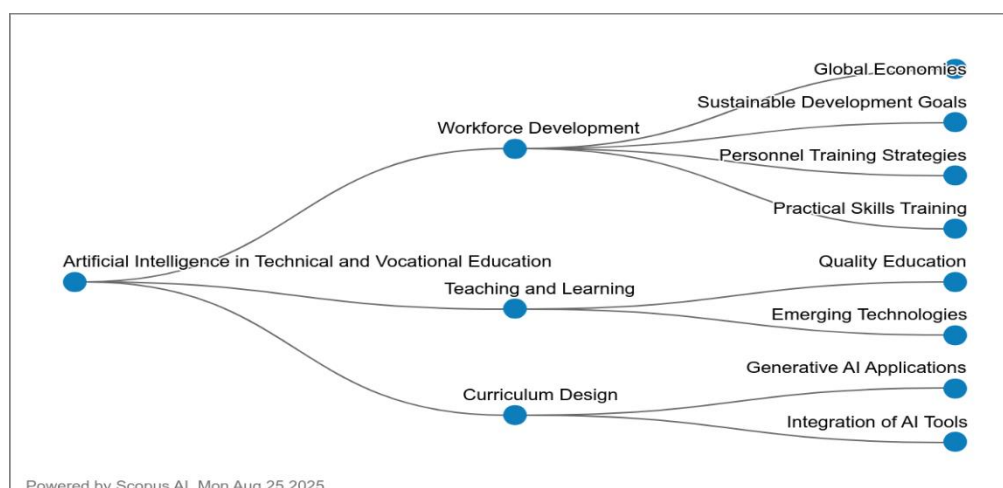 Global Economies
Sustainable Development Goals
Workforce Development
Personnel Training Strategies
Practical Skills Training
Artificial Intelligence in Technical and Vocational Education
Quality Education
Teaching and Learning
Emerging Technologies
Generative AI Applications
Curriculum Design
Integration of AI Tools
Powered by Scopus AI, Mon Aug 25 2025